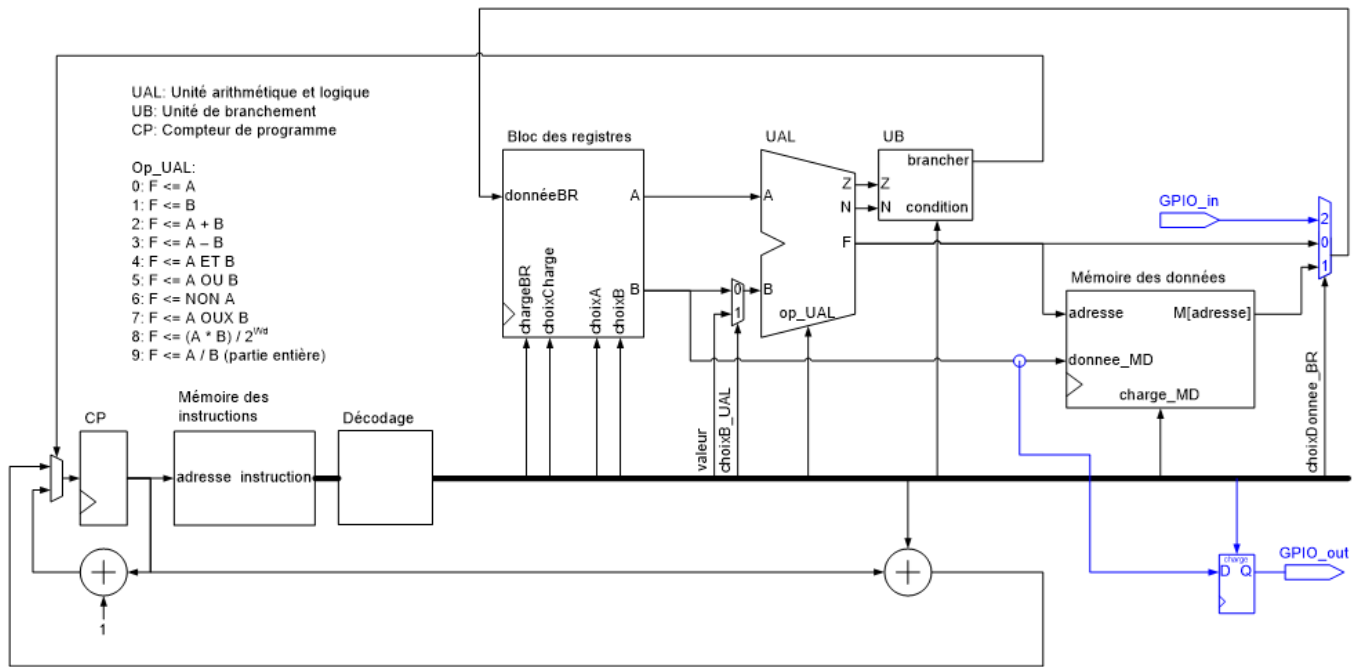 UAL: Unité arithmétique et logique
UB: Unité de branchement
CP: Compteur de programme
Op_UAL:
0: F <= A
1: F <= B
2: F <= A + B
3: F <= A – B
4: F <= A ET B
5: F <= A OU B
6: F <= NON A
7: F <= A OUX B
8: F <= (A * B) / 2^Wd
9: F <= A / B (partie entière)
Bloc des registres
donnéeBR
A
B
chargeBR
choixCharge
choixA
choixB
UAL
A
B
Z
N
F
op_UAL
0
1
valeur
choixB_UAL
UB
brancher
Z
N
condition
GPIO_in
2
0
1
choixDonnee_BR
Mémoire des données
adresse
M[adresse]
donnee_MD
charge_MD
CP
Mémoire des
instructions
adresse instruction
Décodage
1
charge
D Q
GPIO_out